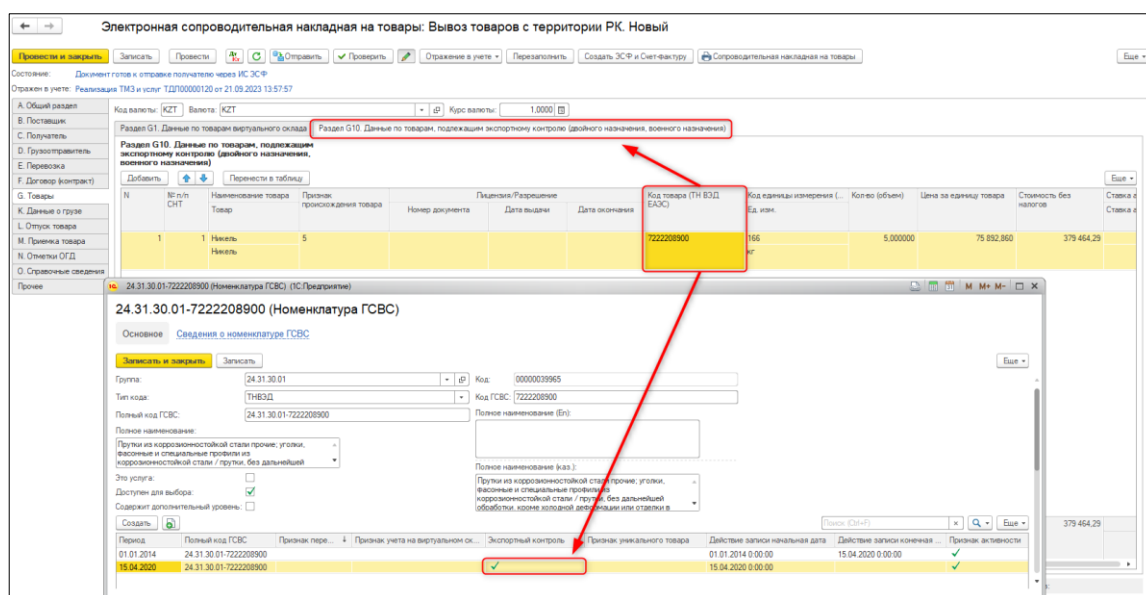 Электронная сопроводительная накладная на товары: Вывоз товаров с территории РК. Новый
Провести и закрыть Записать Провести Отправить Проверить Отражение в учете Перезаполнить Создать ЭСФ и Счет-фактуру Сопроводительная накладная на товары Еще
Состояние: Документ готов к отправке получателю через ИС ЭСФ
Отражен в учете: Реализация ТМЗ и услуг ТДП00000120 от 21.09.2023 13:57:57
A. Общий раздел
B. Поставщик
C. Получатель
D. Грузоотправитель
E. Перевозка
F. Договор (контракт)
G. Товары
K. Данные о грузе
L. Отпуск товара
M. Приемка товара
N. Отметки ОГД
O. Справочные сведения
Прочее
Код валюты: KZT Валюта: KZT Курс валюты: 1,0000
Раздел G1. Данные по товарам виртуального склада Раздел G10. Данные по товарам, подлежащим экспортному контролю (двойного назначения, военного назначения)
Раздел G10. Данные по товарам, подлежащим
экспортному контролю (двойного назначения,
военного назначения)
Добавить Перенести в таблицу Еще
N № п/п Наименование товара Признак Лицензия/Разрешение Код товара (ТН ВЭД Код единицы измерения (... Кол-во (объем) Цена за единицу товара Стоимость без Ставка а
СНТ Товар происхождения товара Номер документа Дата выдачи Дата окончания ЕАЭС) Ед. изм. налогов Ставка а
1 1 Никель 5 7222208900 166 5,000000 75 892,860 379 464,29
Никель кг
24.31.30.01-7222208900 (Номенклатура ГСВС) (1С:Предприятие) M M+ M-
24.31.30.01-7222208900 (Номенклатура ГСВС)
Основное Сведения о номенклатуре ГСВС
Записать и закрыть Записать Еще
Группа: 24.31.30.01 Код: 00000039965
Тип кода: ТНВЭД Код ГСВС: 7222208900
Полный код ГСВС: 24.31.30.01-7222208900 Полное наименование (En):
Полное наименование:
Прутки из коррозионностойкой стали прочие; уголки,
фасонные и специальные профили из
коррозионностойкой стали / прутки, без дальнейшей
Полное наименование (каз.):
Прутки из коррозионностойкой стали прочие; уголки,
фасонные и специальные профили из
коррозионностойкой стали / прутки, без дальнейшей
обработки, кроме холодной деформации или отделки в
Это услуга:
Доступен для выбора:
Содержит дополнительный уровень:
Создать Поиск (Ctrl+F) Еще 379 464,29
Период Полный код ГСВС Признак пере... Признак учета на виртуальном ск... Экспортный контроль Признак уникального товара Действие записи начальная дата Действие записи конечная ... Признак активности
01.01.2014 24.31.30.01-7222208900 01.01.2014 0:00:00 15.04.2020 0:00:00
15.04.2020 24.31.30.01-7222208900 15.04.2020 0:00:00